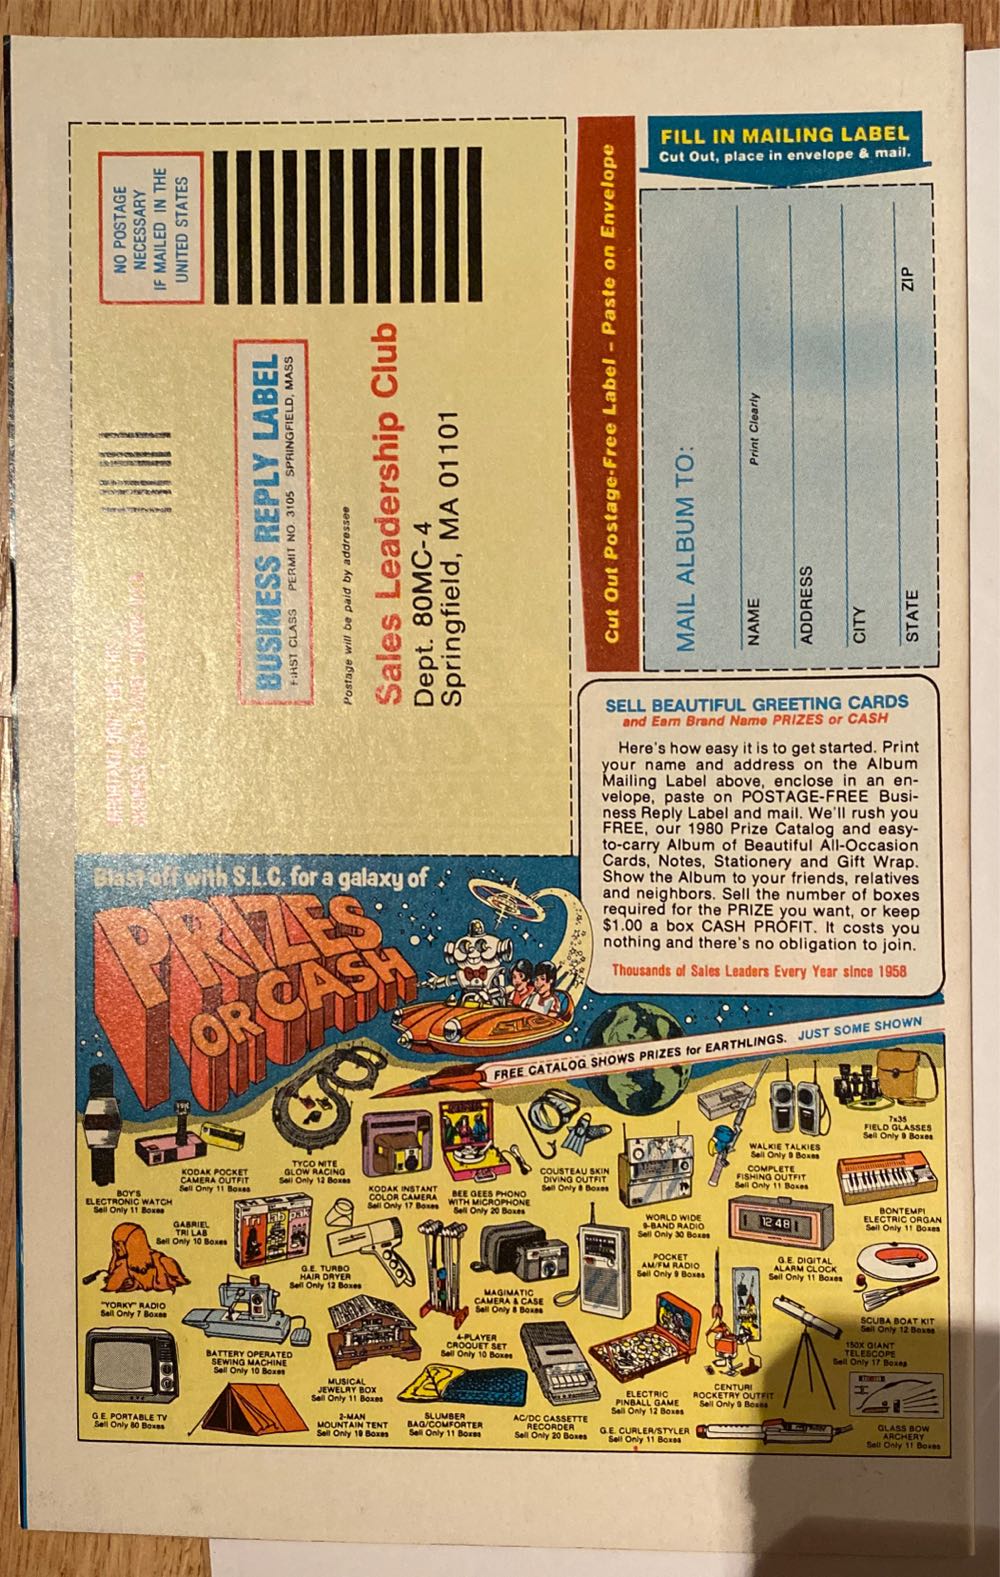 NO POSTAGE
NECESSARY
IF MAILED IN THE
UNITED STATES
BUSINESS REPLY LABEL
FIRST CLASS PERMIT NO. 3105 SPRINGFIELD, MASS
Postage will be paid by addressee
Sales Leadership Club
Dept. 80MC-4
Springfield, MA 01101
Cut Out Postage-Free Label - Paste on Envelope
FILL IN MAILING LABEL
Cut Out, place in envelope & mail.
MAIL ALBUM TO:
Print Clearly
NAME
ADDRESS
CITY
STATE ZIP
SELL BEAUTIFUL GREETING CARDS
and Earn Brand Name PRIZES or CASH
Here's how easy it is to get started. Print
your name and address on the Album
Mailing Label above, enclose in an en-
velope, paste on POSTAGE-FREE Busi-
ness Reply Label and mail. We'll rush you
FREE, our 1980 Prize Catalog and easy-
to-carry Album of Beautiful All-Occasion
Cards, Notes, Stationery and Gift Wrap.
Show the Album to your friends, relatives
and neighbors. Sell the number of boxes
required for the PRIZE you want, or keep
$1.00 a box CASH PROFIT. It costs you
nothing and there's no obligation to join.
Thousands of Sales Leaders Every Year since 1958
Blast off with S.L.C. for a galaxy of
PRIZES
OR CASH
SLC
FREE CATALOG SHOWS PRIZES for EARTHLINGS. JUST SOME SHOWN
BOY'S
ELECTRONIC WATCH
Sell Only 11 Boxes
KODAK POCKET
CAMERA OUTFIT
Sell Only 11 Boxes
TYCO NITE
GLOW RACING
Sell Only 12 Boxes
KODAK INSTANT
COLOR CAMERA
Sell Only 17 Boxes
BEE GEES PHONO
WITH MICROPHONE
Sell Only 20 Boxes
COUSTEAU SKIN
DIVING OUTFIT
Sell Only 8 Boxes
WORLD WIDE
9-BAND RADIO
Sell Only 30 Boxes
COMPLETE
FISHING OUTFIT
Sell Only 11 Boxes
WALKIE TALKIES
Sell Only 9 Boxes
7x35
FIELD GLASSES
Sell Only 9 Boxes
BONTEMPI
ELECTRIC ORGAN
Sell Only 11 Boxes
GABRIEL
TRI LAB
Sell Only 10 Boxes
Tri lab pak
G.E. TURBO
HAIR DRYER
Sell Only 12 Boxes
MAGIMATIC
CAMERA & CASE
Sell Only 8 Boxes
POCKET
AM/FM RADIO
Sell Only 9 Boxes
12:48
G.E. DIGITAL
ALARM CLOCK
Sell Only 11 Boxes
SCUBA BOAT KIT
Sell Only 12 Boxes
"YORKY" RADIO
Sell Only 7 Boxes
BATTERY OPERATED
SEWING MACHINE
Sell Only 10 Boxes
MUSICAL
JEWELRY BOX
Sell Only 11 Boxes
4-PLAYER
CROQUET SET
Sell Only 10 Boxes
ELECTRIC
PINBALL GAME
Sell Only 12 Boxes
CENTURI
ROCKETRY OUTFIT
Sell Only 9 Boxes
150X GIANT
TELESCOPE
Sell Only 17 Boxes
G.E. PORTABLE TV
Sell Only 80 Boxes
2-MAN
MOUNTAIN TENT
Sell Only 19 Boxes
SLUMBER
BAG/COMFORTER
Sell Only 11 Boxes
AC/DC CASSETTE
RECORDER
Sell Only 20 Boxes
G.E. CURLER/STYLER
Sell Only 11 Boxes
GLASS BOW
ARCHERY
Sell Only 11 Boxes